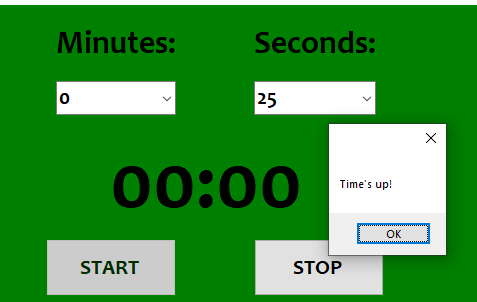 Minutes: Seconds:
0 25
00:00
Time's up!
OK
START STOP